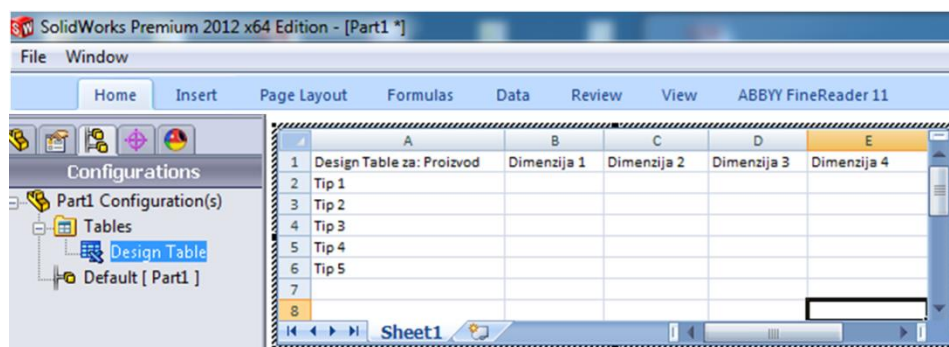 SolidWorks Premium 2012 x64 Edition - [Part1 *]
File Window
Home Insert Page Layout Formulas Data Review View ABBYY FineReader 11
Configurations
Part1 Configuration(s)
Tables
Design Table
Default [ Part1 ]
A B C D E
1 Design Table za: Proizvod Dimenzija 1 Dimenzija 2 Dimenzija 3 Dimenzija 4
2 Tip 1
3 Tip 2
4 Tip 3
5 Tip 4
6 Tip 5
7
8
Sheet1